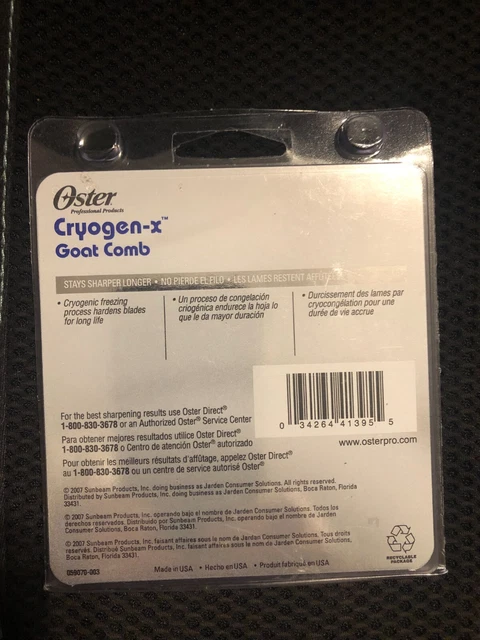 Oster
Professional Products
Cryogen-x™
Goat Comb
STAYS SHARPER LONGER • NO PIERDE EL FILO • LES LAMES RESTENT
• Cryogenic freezing
process hardens blades
for long life
• Un proceso de congelación
criogénica endurece la hoja lo
que le da mayor duración
• Durcissement des lames par
cryocongélation pour une
durée de vie accrue
For the best sharpening results use Oster Direct®
1-800-830-3678 or an Authorized Oster® Service Center
Para obtener mejores resultados utilice Oster Direct®
1-800-830-3678 o Centro de atención Oster® autorizado
Pour obtenir les meilleurs résultats d'affûtage, appelez Oster Direct®
au 1-800-830-3678 ou un centre de service autorisé Oster®
0 34264 41395 5
www.osterpro.com
© 2007 Sunbeam Products, Inc. doing business as Jarden Consumer Solutions. All rights reserved.
Distributed by Sunbeam Products, Inc. doing business as Jarden Consumer Solutions, Boca Raton, Florida
33431.
© 2007 Sunbeam Products, Inc. operando bajo el nombre de Jarden Consumer Solutions. Todos los
derechos reservados. Distribuido por Sunbeam Products, Inc. operando bajo el nombre de Jarden
Consumer Solutions, Boca Raton, Florida 33431.
© 2007 Sunbeam Products, Inc. faisant affaires sous le nom de Jarden Consumer Solutions. Tous droits
réservés. Distribué Sunbeam Products, Inc. faisant affaires sous le nom de Jarden Consumer Solutions,
Boca Raton, Florida 33431.
059070-003
Made in USA • Hecho en USA • Produit fabriqué en USA
RECYCLABLE
PACKAGE